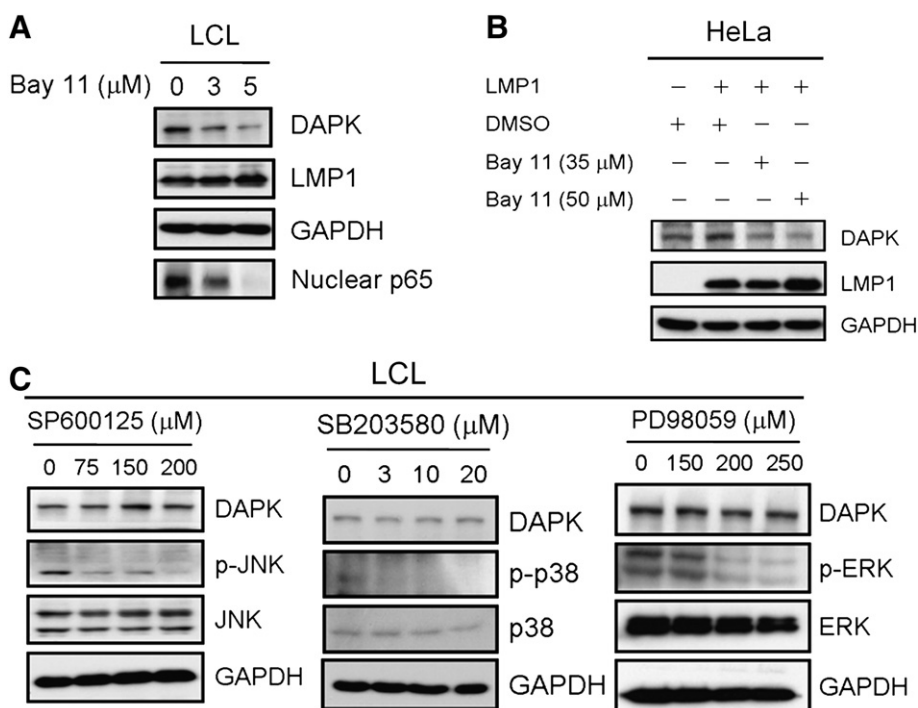 A
LCL
Bay 11 (μM) 0 3 5
DAPK
LMP1
GAPDH
Nuclear p65
B
HeLa
LMP1 – + + +
DMSO + + – –
Bay 11 (35 μM) – – + –
Bay 11 (50 μM) – – – +
DAPK
LMP1
GAPDH
C
LCL
SP600125 (μM)
0 75 150 200
DAPK
p-JNK
JNK
GAPDH
SB203580 (μM)
0 3 10 20
DAPK
p-p38
p38
GAPDH
PD98059 (μM)
0 150 200 250
DAPK
p-ERK
ERK
GAPDH